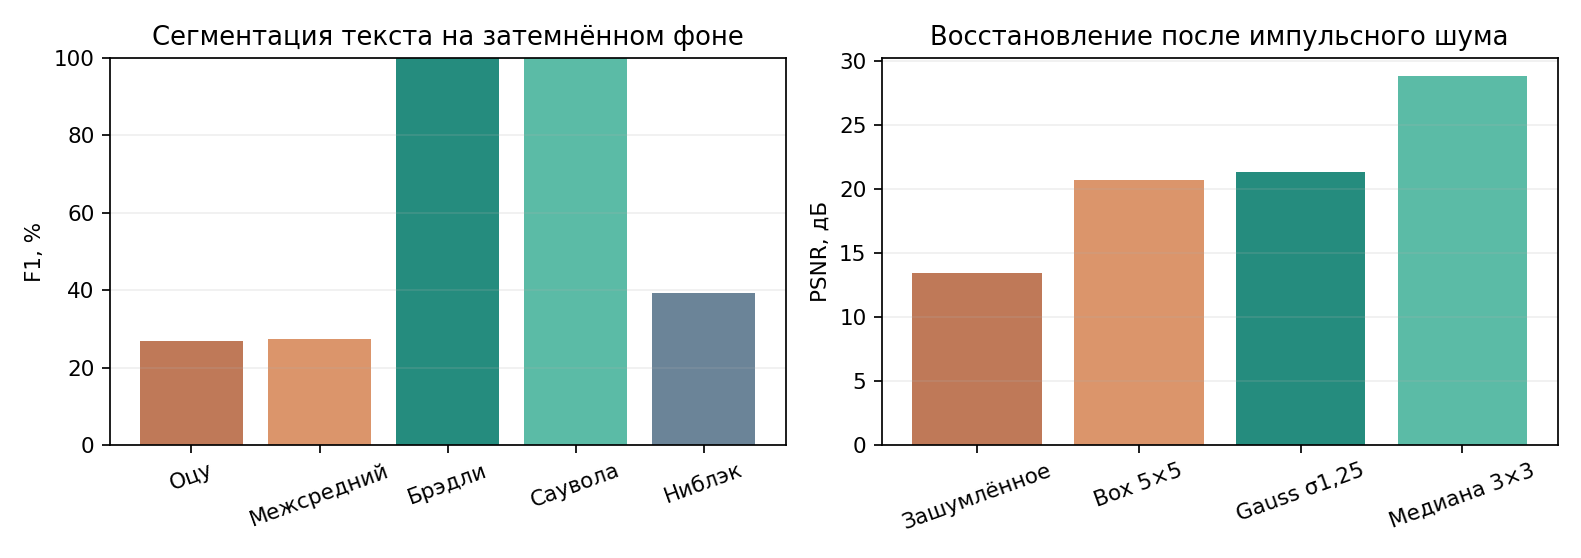 Сегментация текста на затемнённом фоне
F1, %
100
80
60
40
20
0
Оцу
Межсредний
Брэдли
Саувола
Ниблэк
Восстановление после импульсного шума
PSNR, дБ
30
25
20
15
10
5
0
Зашумлённое
Box 5×5
Gauss σ1,25
Медиана 3×3